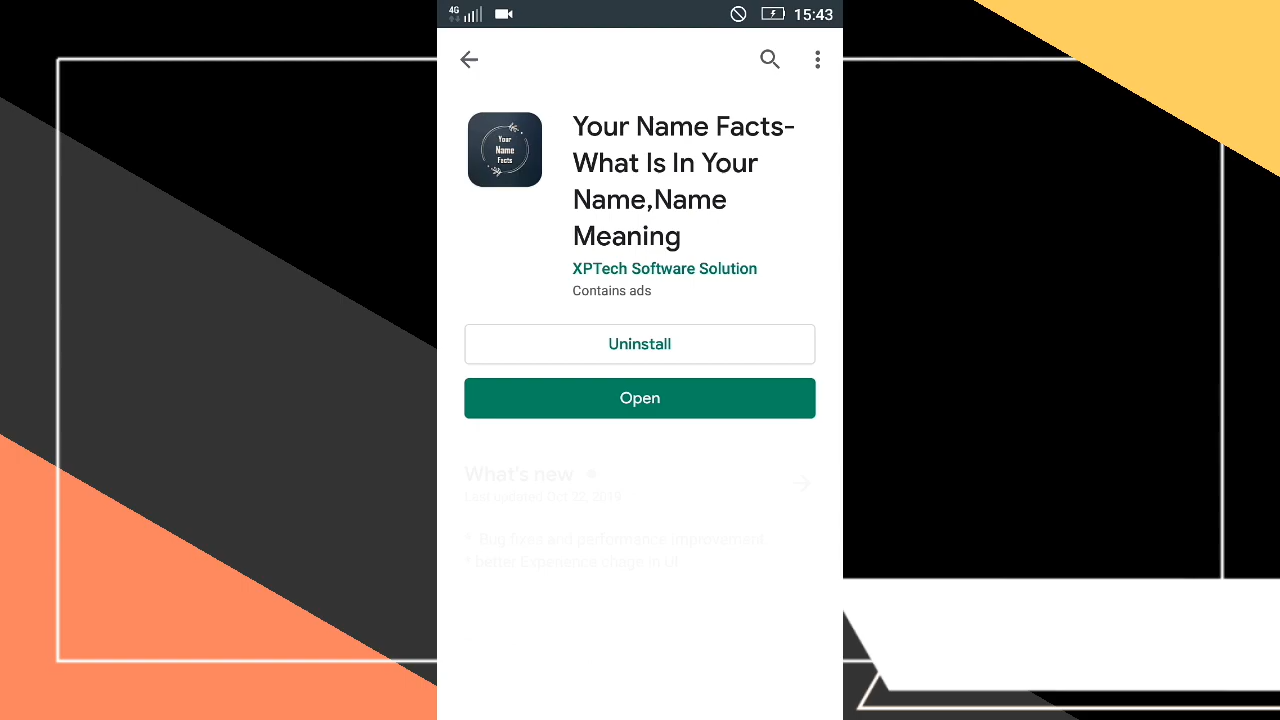 4G
15:43
Your
Name
Facts
Your Name Facts-
What Is In Your
Name,Name
Meaning
XPTech Software Solution
Contains ads
Uninstall
Open
What's new
Last updated Oct 22, 2019
* Bug fixes and performance improvement
* better Experience chage in UI